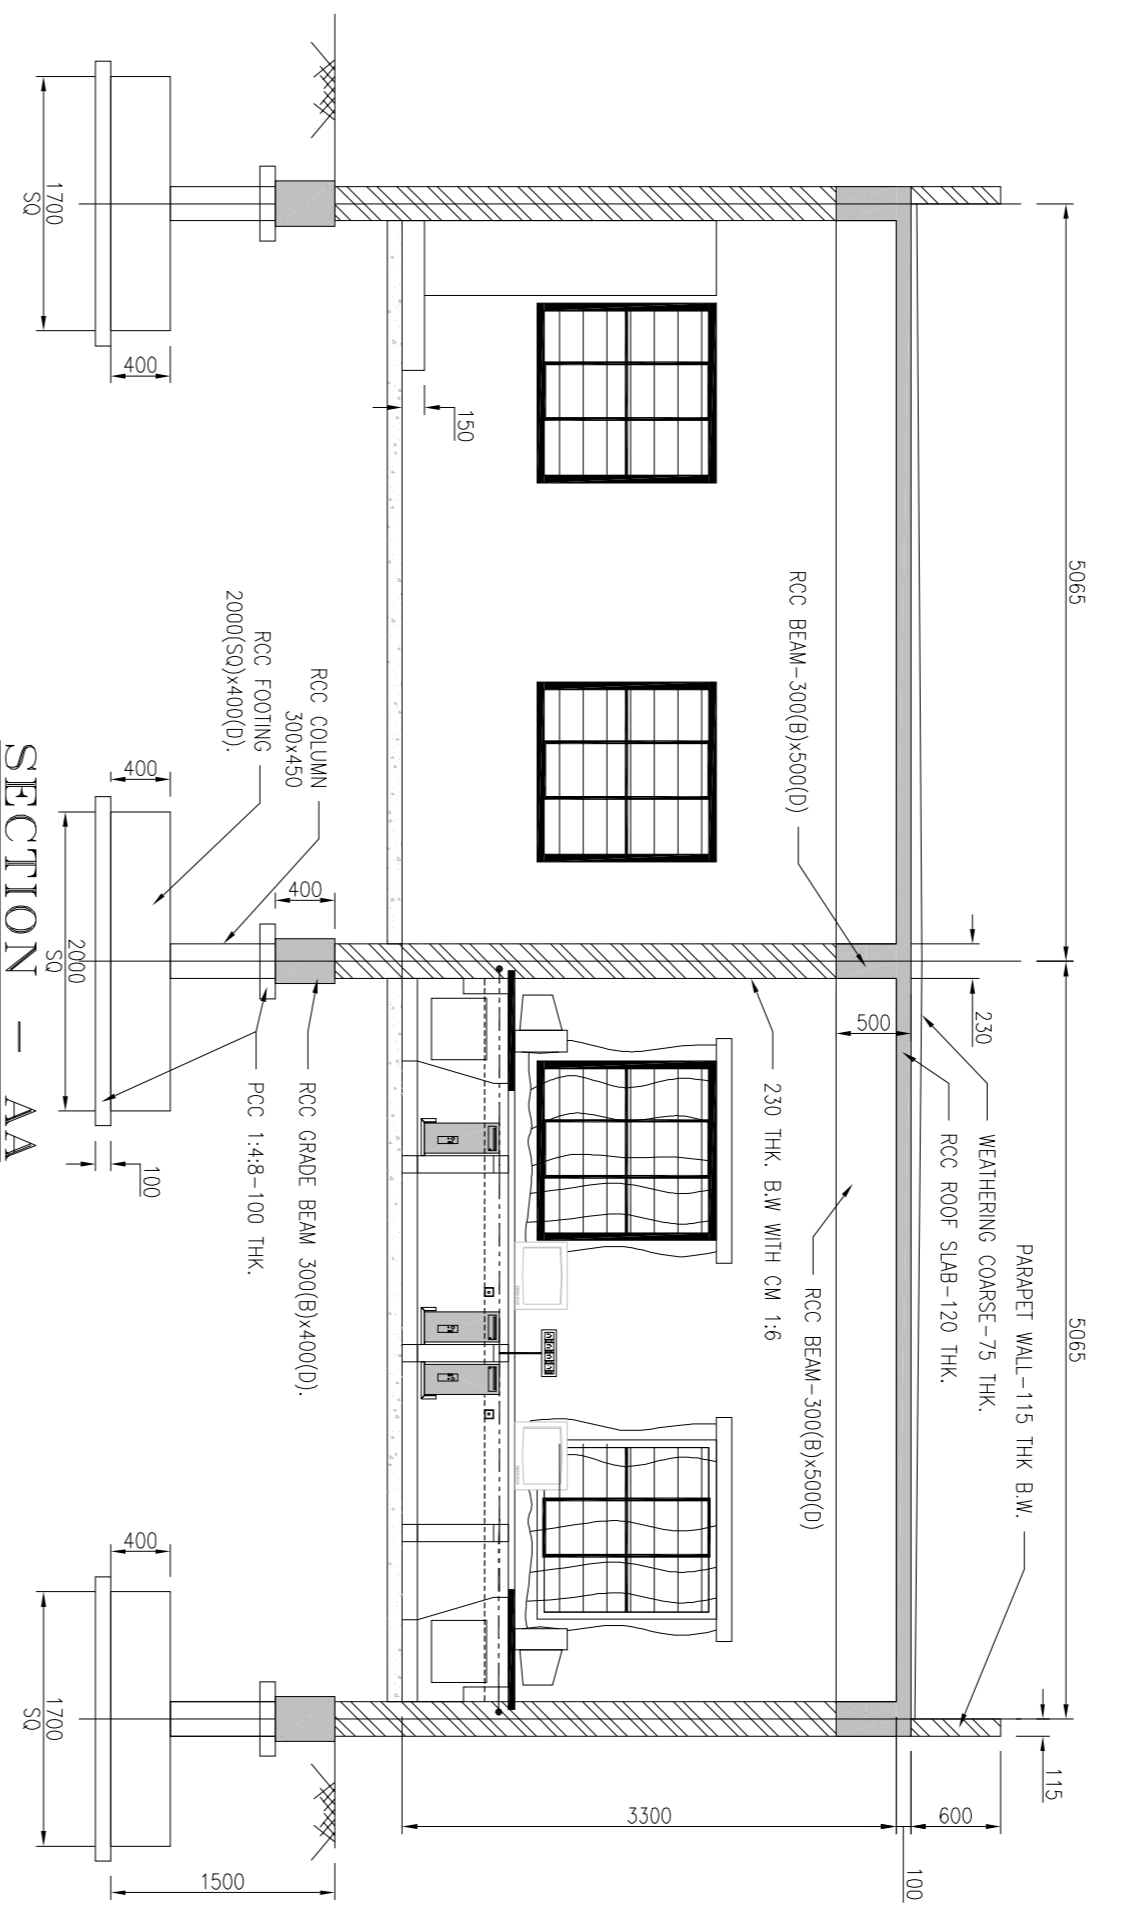 5065
5065
PARAPET WALL-115 THK B.W.
WEATHERING COARSE-75 THK.
RCC ROOF SLAB-120 THK.
230
115
600
100
500
RCC BEAM-300(B)x500(D)
RCC BEAM-300(B)x500(D)
230 THK. B.W WITH CM 1:6
3300
150
RCC COLUMN
300x450
RCC FOOTING
2000(SQ)x400(D).
400
RCC GRADE BEAM 300(B)x400(D).
PCC 1:4:8-100 THK.
1500
400
400
400
100
1700
SQ
2000
SQ
1700
SQ
SECTION - AA